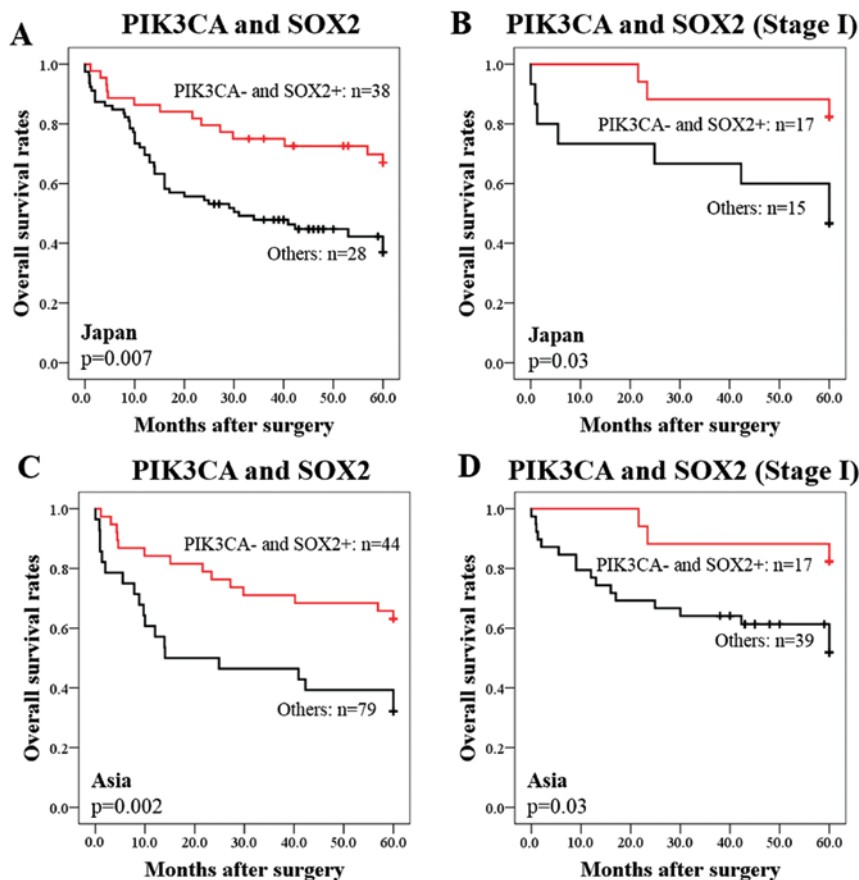 A
PIK3CA and SOX2
Overall survival rates
1.0
0.8
0.6
0.4
0.2
0.0
PIK3CA- and SOX2+: n=38
Others: n=28
Japan
p=0.007
0.0 10.0 20.0 30.0 40.0 50.0 60.0
Months after surgery
B
PIK3CA and SOX2 (Stage I)
Overall survival rates
1.0
0.8
0.6
0.4
0.2
0.0
PIK3CA- and SOX2+: n=17
Others: n=15
Japan
p=0.03
0.0 10.0 20.0 30.0 40.0 50.0 60.0
Months after surgery
C
PIK3CA and SOX2
Overall survival rates
1.0
0.8
0.6
0.4
0.2
0.0
PIK3CA- and SOX2+: n=44
Others: n=79
Asia
p=0.002
0.0 10.0 20.0 30.0 40.0 50.0 60.0
Months after surgery
D
PIK3CA and SOX2 (Stage I)
Overall survival rates
1.0
0.8
0.6
0.4
0.2
0.0
PIK3CA- and SOX2+: n=17
Others: n=39
Asia
p=0.03
0.0 10.0 20.0 30.0 40.0 50.0 60.0
Months after surgery